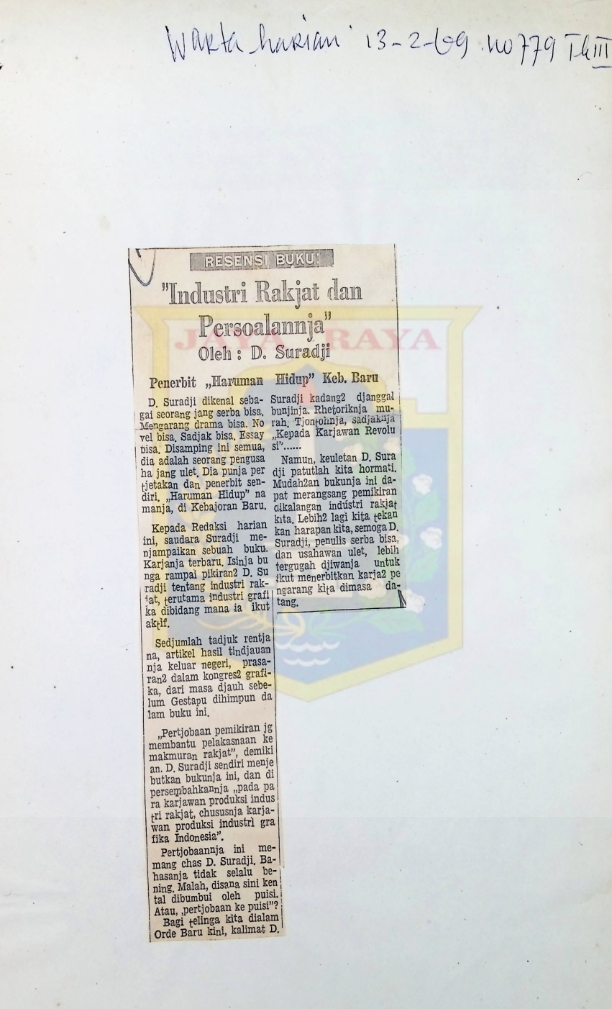 Warta harian 13-2-69 no 779 Th III
RESENSI BUKU:
"Industri Rakjat dan
Persoalannja"
Oleh : D. Suradji
Penerbit „Haruman Hidup" Keb. Baru
D. Suradji dikenal seba-
gai seorang jang serba bisa.
Mengarang drama bisa. No
vel bisa, Sadjak bisa, Essay
bisa. Disamping ini semua,
dia adalah seorang pengusa
ha jang ulet. Dia punja per
tjetakan dan penerbit sen-
diri, „Haruman Hidup" na
manja, di Kebajoran Baru.
Kepada Redaksi harian
ini, saudara Suradji me-
njampaikan sebuah buku.
Karjanja terbaru. Isinja bu
nga rampai pikiran2 D. Su
radji tentang industri rak-
jat, terutama industri grafi
ka dibidang mana ia ikut
aktif.
Sedjumlah tadjuk rentja
na, artikel hasil tindjauan
nja keluar negeri, prasa-
ran2 dalam kongres2 grafi-
ka, dari masa djauh sebe-
lum Gestapu dihimpun da
lam buku ini.
„Pertjobaan pemikiran jg
membantu pelaksnaan ke
makmuran rakjat", demiki
an. D. Suradji sendiri menje
butkan bukunja ini, dan di
persembahkannja „pada pa
ra karjawan produksi indus
tri rakjat, chususnja karja-
wan produksi industri gra
fika Indonesia".
Pertjobaannja ini me-
mang chas D. Suradji. Ba-
hasanja tidak selalu be-
ning. Malah, disana sini ken
tal dibumbui oleh puisi.
Atau, „pertjobaan ke puisi"?
Bagi telinga kita dialam
Orde Baru kini, kalimat D.
Suradji kadang2 djanggal
bunjinja. Rhetoriknja mu-
rah. Tjontohnja, sadjaknja
„Kepada Karjawan Revolu
si"......
Namun, keuletan D. Sura
dji patutlah kita hormati.
Mudah2an bukunja ini da-
pat merangsang pemikiran
dikalangan industri rakjat
kita. Lebih2 lagi kita tekan
kan harapan kita, semoga D.
Suradji, penulis serba bisa,
dan usahawan ulet, lebih
tergugah djiwanja untuk
ikut menerbitkan karja2 pe
ngarang kita dimasa da-
tang.
JAYA RAYA